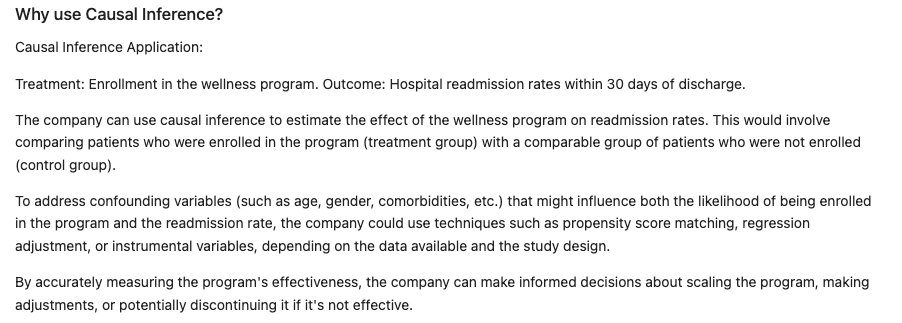 Why use Causal Inference?
Causal Inference Application:
Treatment: Enrollment in the wellness program. Outcome: Hospital readmission rates within 30 days of discharge.
The company can use causal inference to estimate the effect of the wellness program on readmission rates. This would involve
comparing patients who were enrolled in the program (treatment group) with a comparable group of patients who were not enrolled
(control group).
To address confounding variables (such as age, gender, comorbidities, etc.) that might influence both the likelihood of being enrolled
in the program and the readmission rate, the company could use techniques such as propensity score matching, regression
adjustment, or instrumental variables, depending on the data available and the study design.
By accurately measuring the program's effectiveness, the company can make informed decisions about scaling the program, making
adjustments, or potentially discontinuing it if it's not effective.